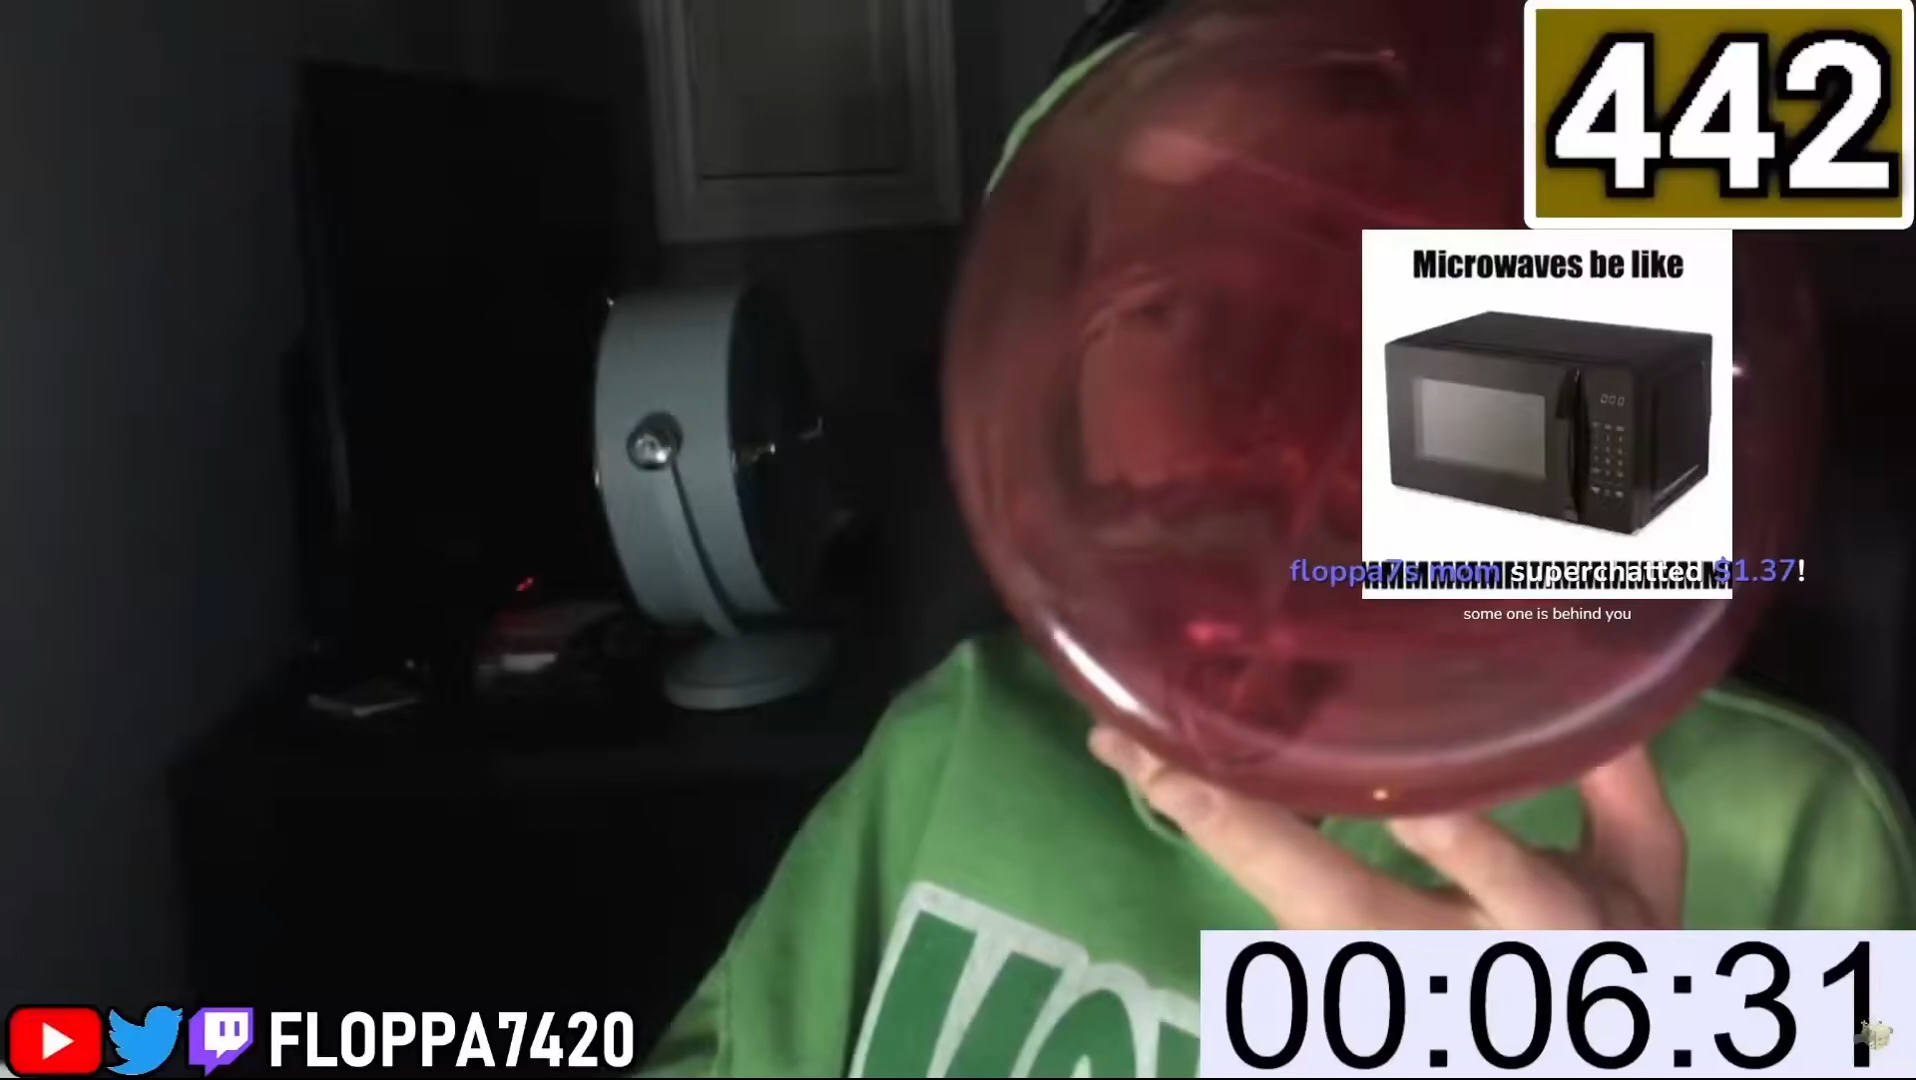 442
Microwaves be like
floppa7s mom superchatted $1.37!
some one is behind you
00:06:31
FLOPPA7420